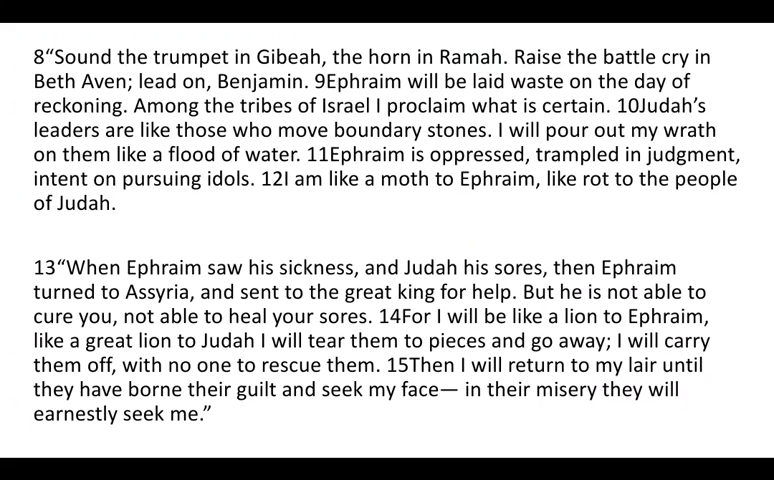 8“Sound the trumpet in Gibeah, the horn in Ramah. Raise the battle cry in
Beth Aven; lead on, Benjamin. 9Ephraim will be laid waste on the day of
reckoning. Among the tribes of Israel I proclaim what is certain. 10Judah’s
leaders are like those who move boundary stones. I will pour out my wrath
on them like a flood of water. 11Ephraim is oppressed, trampled in judgment,
intent on pursuing idols. 12I am like a moth to Ephraim, like rot to the people
of Judah.
13“When Ephraim saw his sickness, and Judah his sores, then Ephraim
turned to Assyria, and sent to the great king for help. But he is not able to
cure you, not able to heal your sores. 14For I will be like a lion to Ephraim,
like a great lion to Judah I will tear them to pieces and go away; I will carry
them off, with no one to rescue them. 15Then I will return to my lair until
they have borne their guilt and seek my face— in their misery they will
earnestly seek me.”